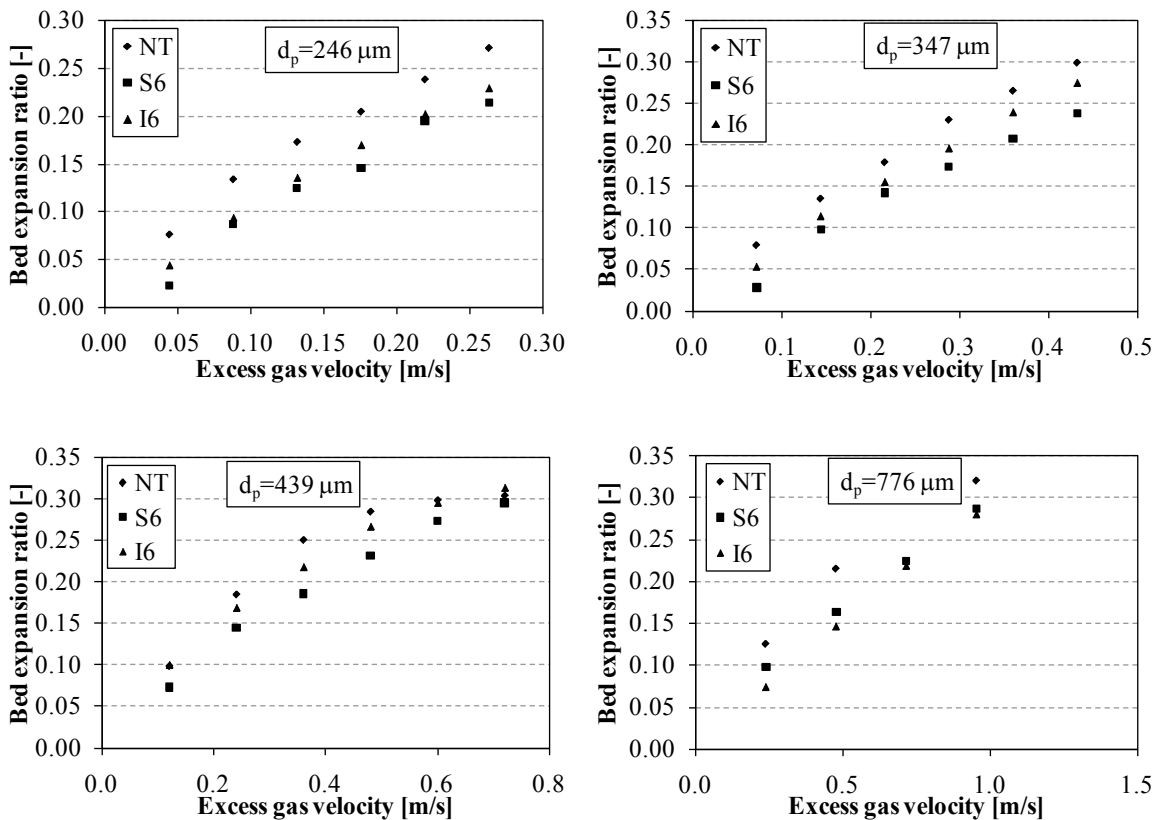 0.30
0.25
0.20
0.15
0.10
0.05
0.00
Bed expansion ratio [-]
NT
S6
I6
dp=246 μm
0.00 0.05 0.10 0.15 0.20 0.25 0.30
Excess gas velocity [m/s]
0.35
0.30
0.25
0.20
0.15
0.10
0.05
0.00
Bed expansion ratio [-]
NT
S6
I6
dp=347 μm
0.0 0.1 0.2 0.3 0.4 0.5
Excess gas velocity [m/s]
0.35
0.30
0.25
0.20
0.15
0.10
0.05
0.00
Bed expansion ratio [-]
NT
S6
I6
dp=439 μm
0.0 0.2 0.4 0.6 0.8
Excess gas velocity [m/s]
0.35
0.30
0.25
0.20
0.15
0.10
0.05
0.00
Bed expansion ratio [-]
NT
S6
I6
dp=776 μm
0.0 0.5 1.0 1.5
Excess gas velocity [m/s]